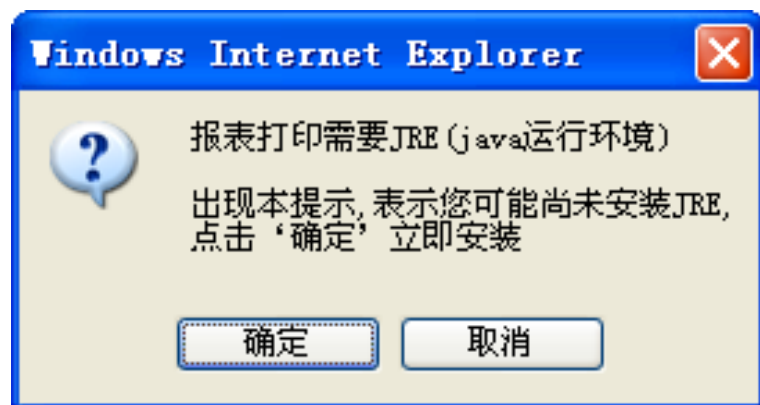 Windows Internet Explorer
报表打印需要JRE(java运行环境)
出现本提示,表示您可能尚未安装JRE,
点击‘确定’立即安装
确定
取消